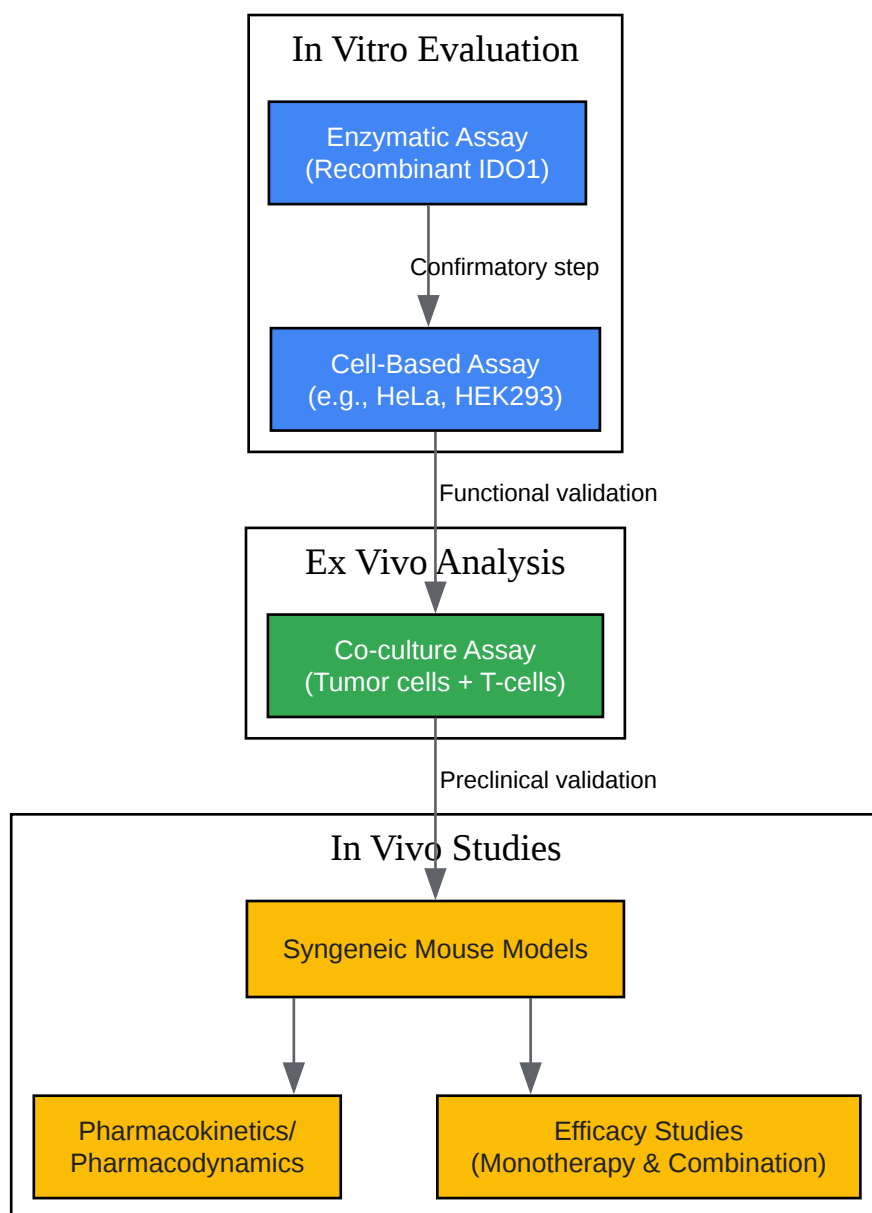 In Vitro Evaluation
Enzymatic Assay
(Recombinant IDO1)
Confirmatory step
Cell-Based Assay
(e.g., HeLa, HEK293)
Functional validation
Ex Vivo Analysis
Co-culture Assay
(Tumor cells + T-cells)
Preclinical validation
In Vivo Studies
Syngeneic Mouse Models
Pharmacokinetics/
Pharmacodynamics
Efficacy Studies
(Monotherapy & Combination)